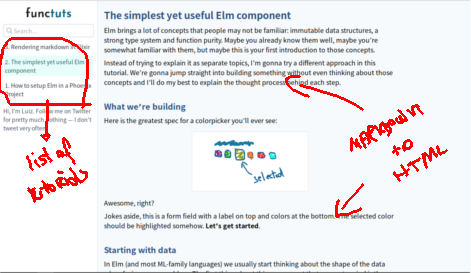 functuts
Search
3. Rendering markdown
2. The simplest yet useful Elm
component
1. How to setup Elm in a Phoenix
Project
Hi, I'm Luiz. Follow me on Twitter
for pretty much nothing — I don't
tweet very often.
list of
tutorials
The simplest yet useful Elm component
Elm brings a lot of concepts that people may not be familiar: immutable data structures, a
strong type system and function purity. Maybe you already know them well, maybe you're
somewhat familiar with them, but maybe this is your first introduction to those concepts.
Instead of trying to explain it as separate topics, I'm gonna try a different approach in this
tutorial. We're gonna jump straight into building something without even thinking about those
concepts and I'll do my best to explain the thought process behind each step.
What we're building
Here is the greatest spec for a colorpicker you'll ever see:
selected
MARKDOWN
TO
HTML
Awesome, right?
Jokes aside, this is a form field with a label on top and colors at the bottom. The selected color
should be highlighted somehow. Let's get started.
Starting with data
In Elm (and most ML-family languages) we usually start thinking about the shape of the data